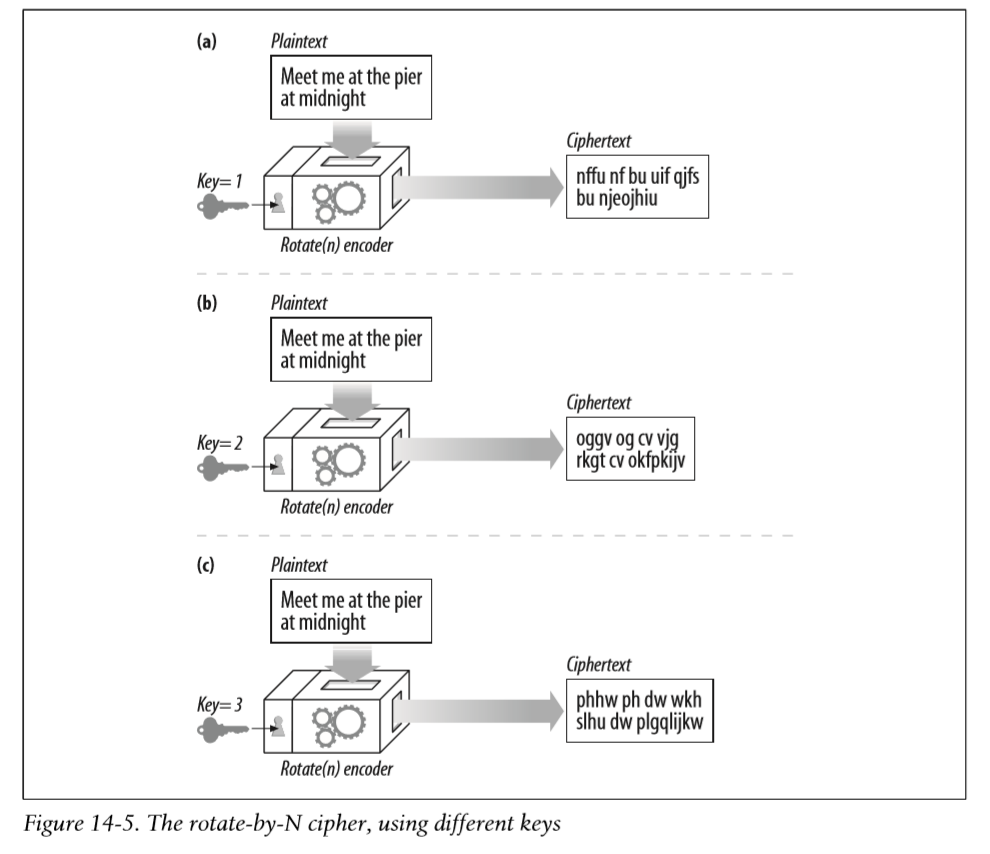 (a)
Plaintext
Meet me at the pier
at midnight
Ciphertext
nffu nf bu uif qjfs
bu njeojhiu
Key= 1
Rotate(n) encoder
(b)
Plaintext
Meet me at the pier
at midnight
Ciphertext
oggv og cv vjg
rkgt cv okfpkijv
Key= 2
Rotate(n) encoder
(c)
Plaintext
Meet me at the pier
at midnight
Ciphertext
phhw ph dw wkh
slhu dw plgqlijkw
Key= 3
Rotate(n) encoder
Figure 14-5. The rotate-by-N cipher, using different keys